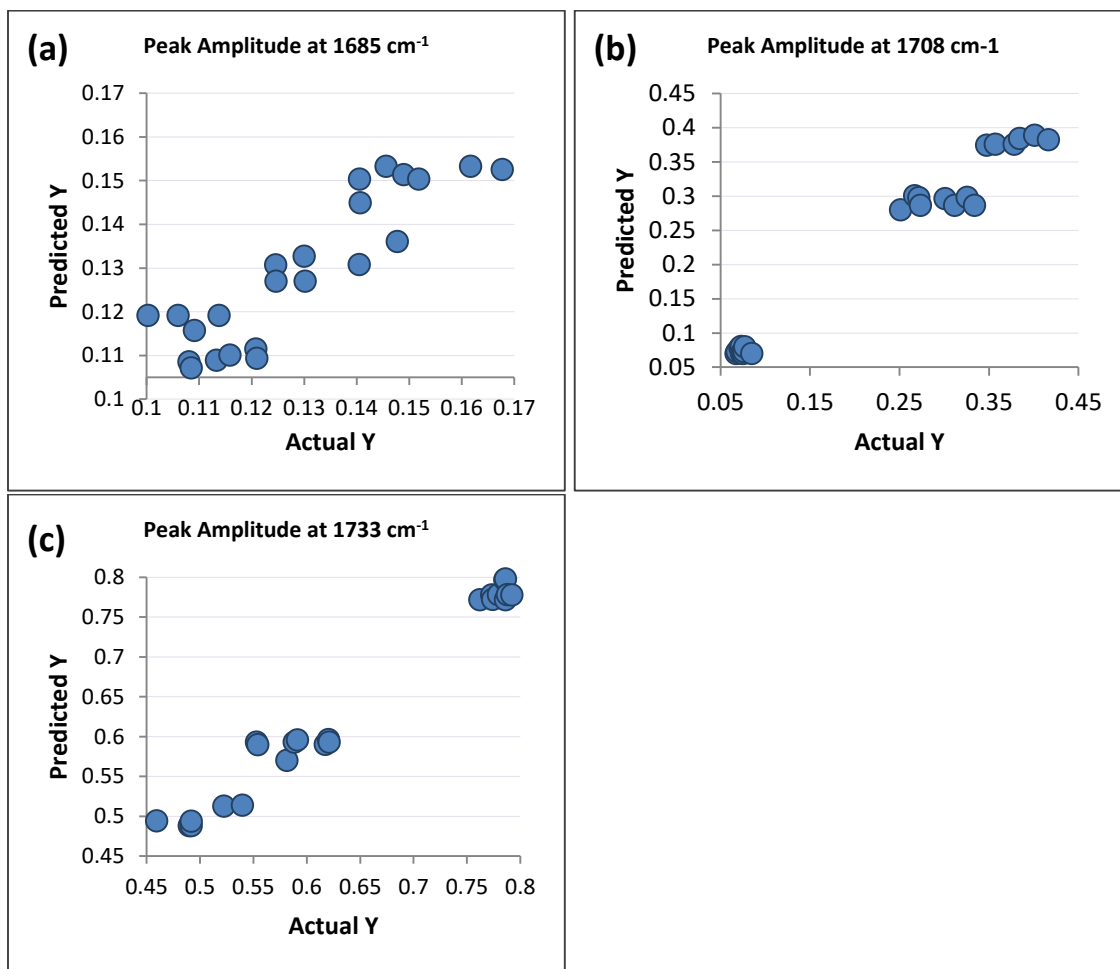 (a)
Peak Amplitude at 1685 cm⁻¹
0.17
0.16
0.15
0.14
0.13
0.12
0.11
0.1
Predicted Y
0.1 0.11 0.12 0.13 0.14 0.15 0.16 0.17
Actual Y
(b)
Peak Amplitude at 1708 cm-1
0.45
0.4
0.35
0.3
0.25
0.2
0.15
0.1
0.05
Predicted Y
0.05 0.15 0.25 0.35 0.45
Actual Y
(c)
Peak Amplitude at 1733 cm⁻¹
0.8
0.75
0.7
0.65
0.6
0.55
0.5
0.45
Predicted Y
0.45 0.5 0.55 0.6 0.65 0.7 0.75 0.8
Actual Y